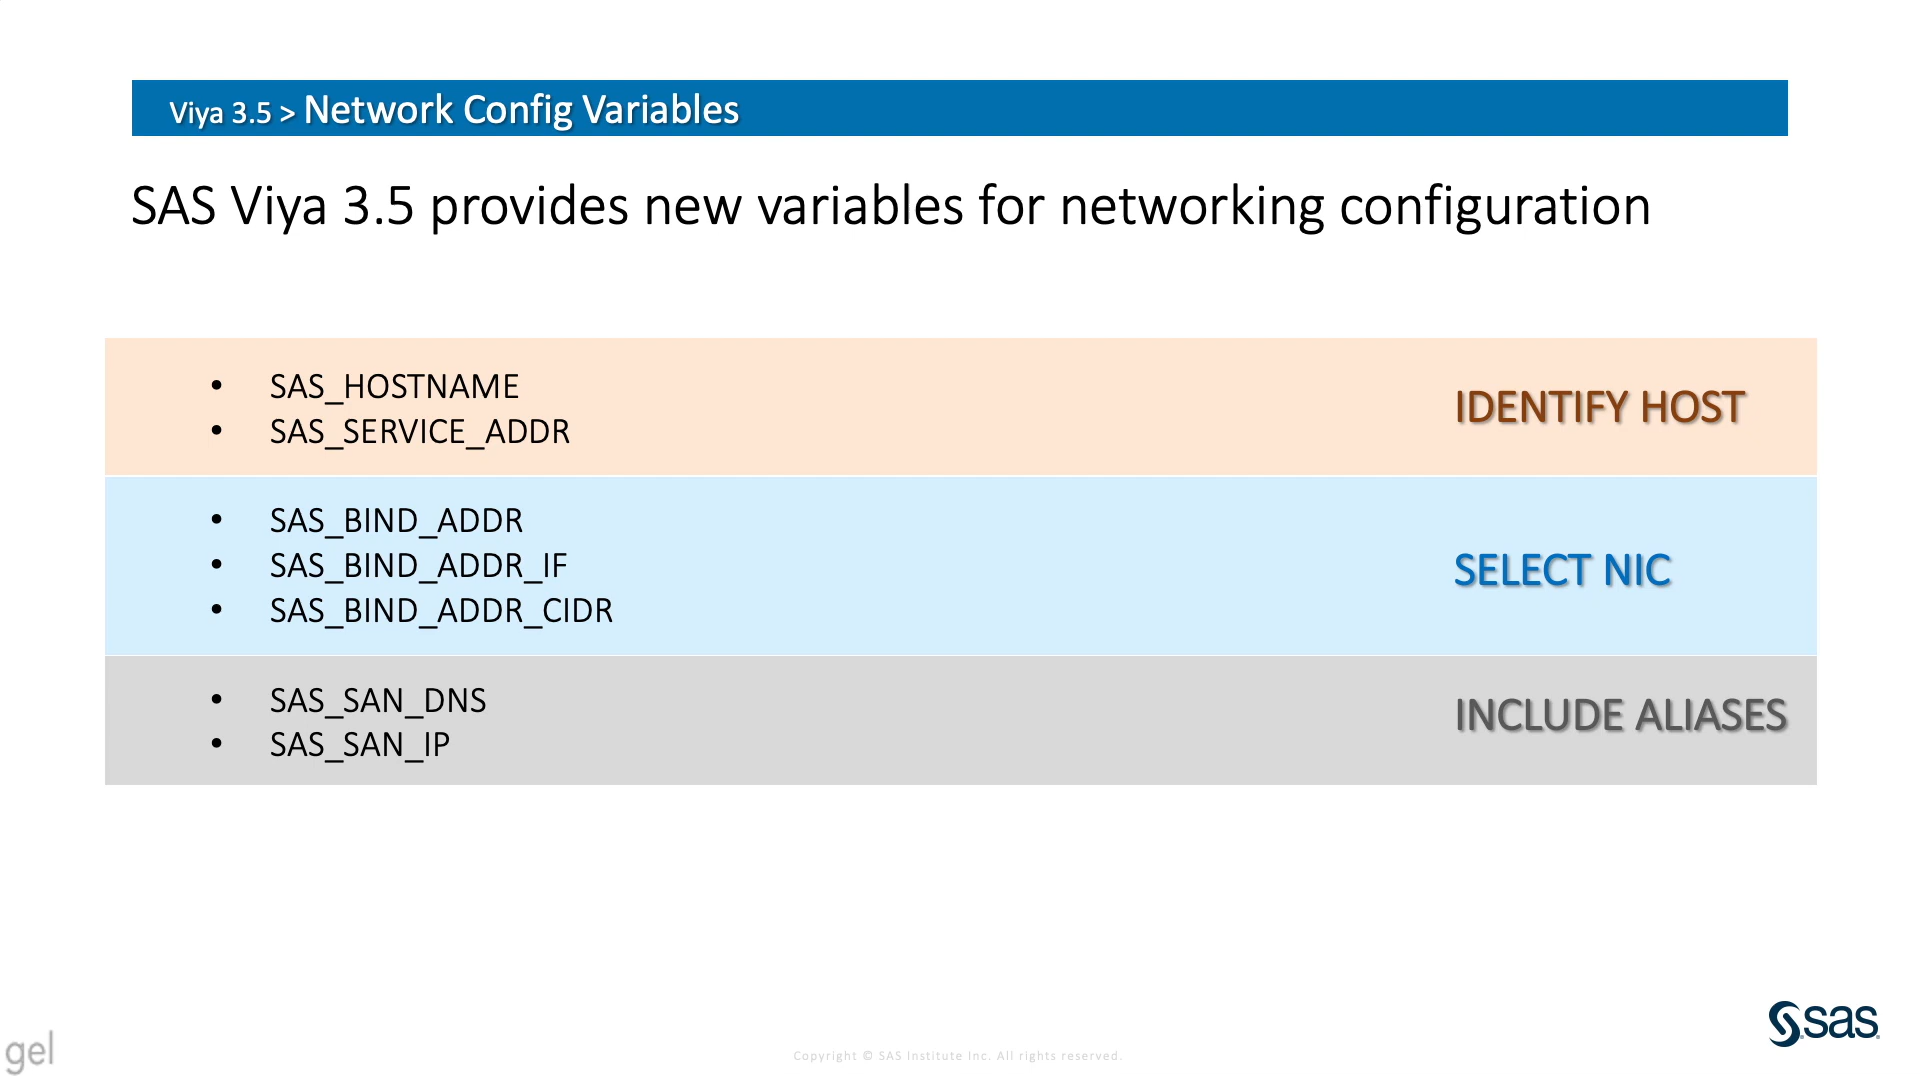 Viya 3.5 > Network Config Variables
SAS Viya 3.5 provides new variables for networking configuration
• SAS_HOSTNAME
• SAS_SERVICE_ADDR
IDENTIFY HOST
• SAS_BIND_ADDR
• SAS_BIND_ADDR_IF
• SAS_BIND_ADDR_CIDR
SELECT NIC
• SAS_SAN_DNS
• SAS_SAN_IP
INCLUDE ALIASES
sas
gel
Copyright © SAS Institute Inc. All rights reserved.